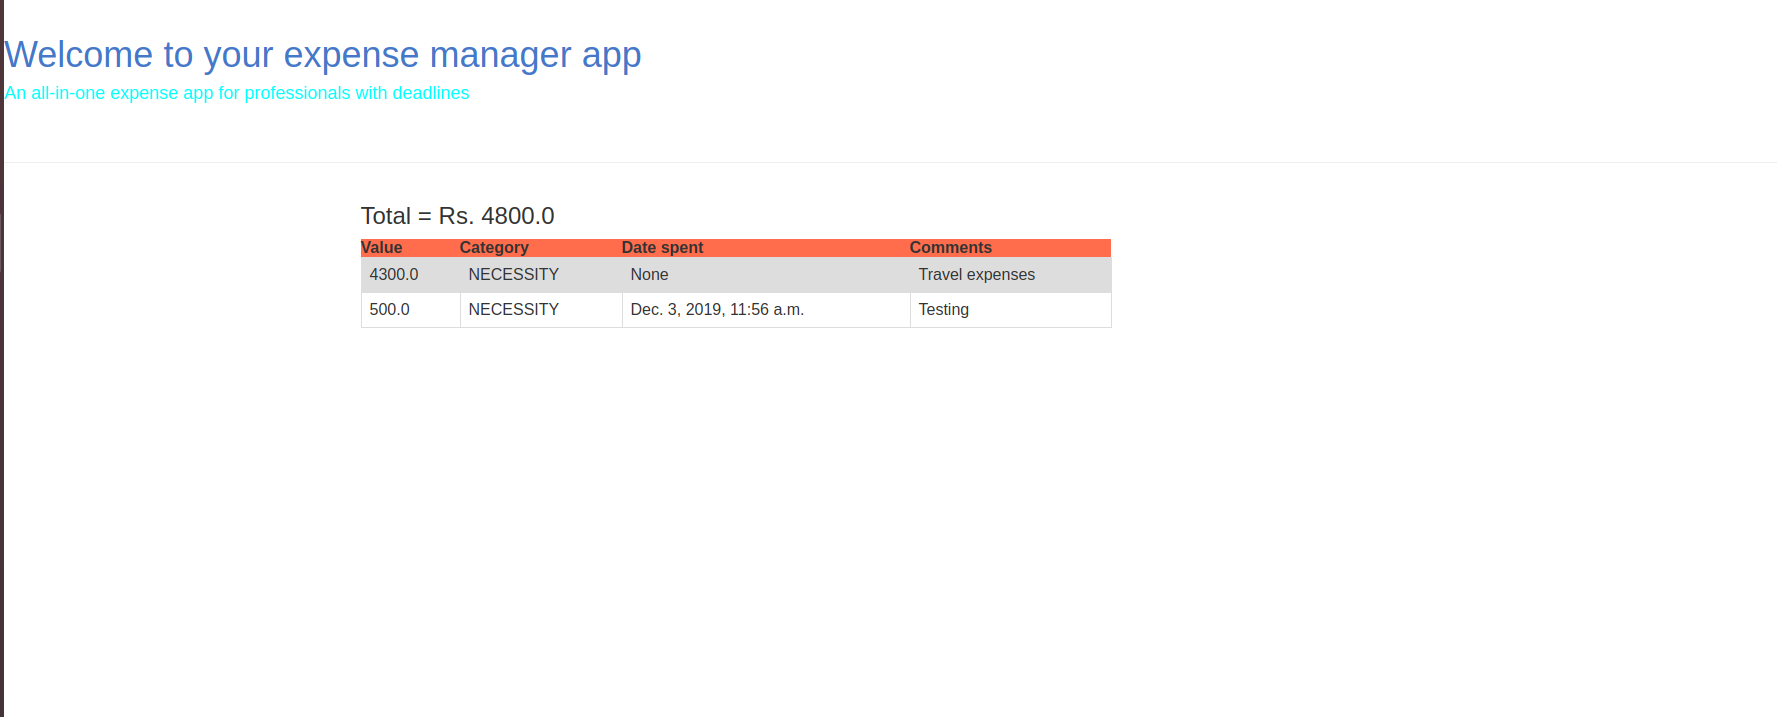 Welcome to your expense manager app
An all-in-one expense app for professionals with deadlines
Total = Rs. 4800.0
Value Category Date spent Comments
4300.0 NECESSITY None Travel expenses
500.0 NECESSITY Dec. 3, 2019, 11:56 a.m. Testing